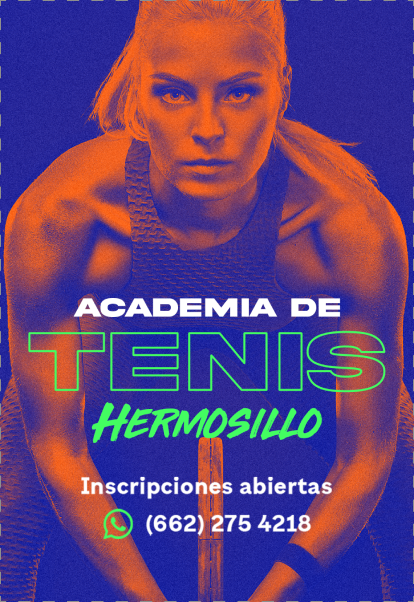 ACADEMIA DE
TENIS
HERMOSILLO
Inscripciones abiertas
(662) 275 4218